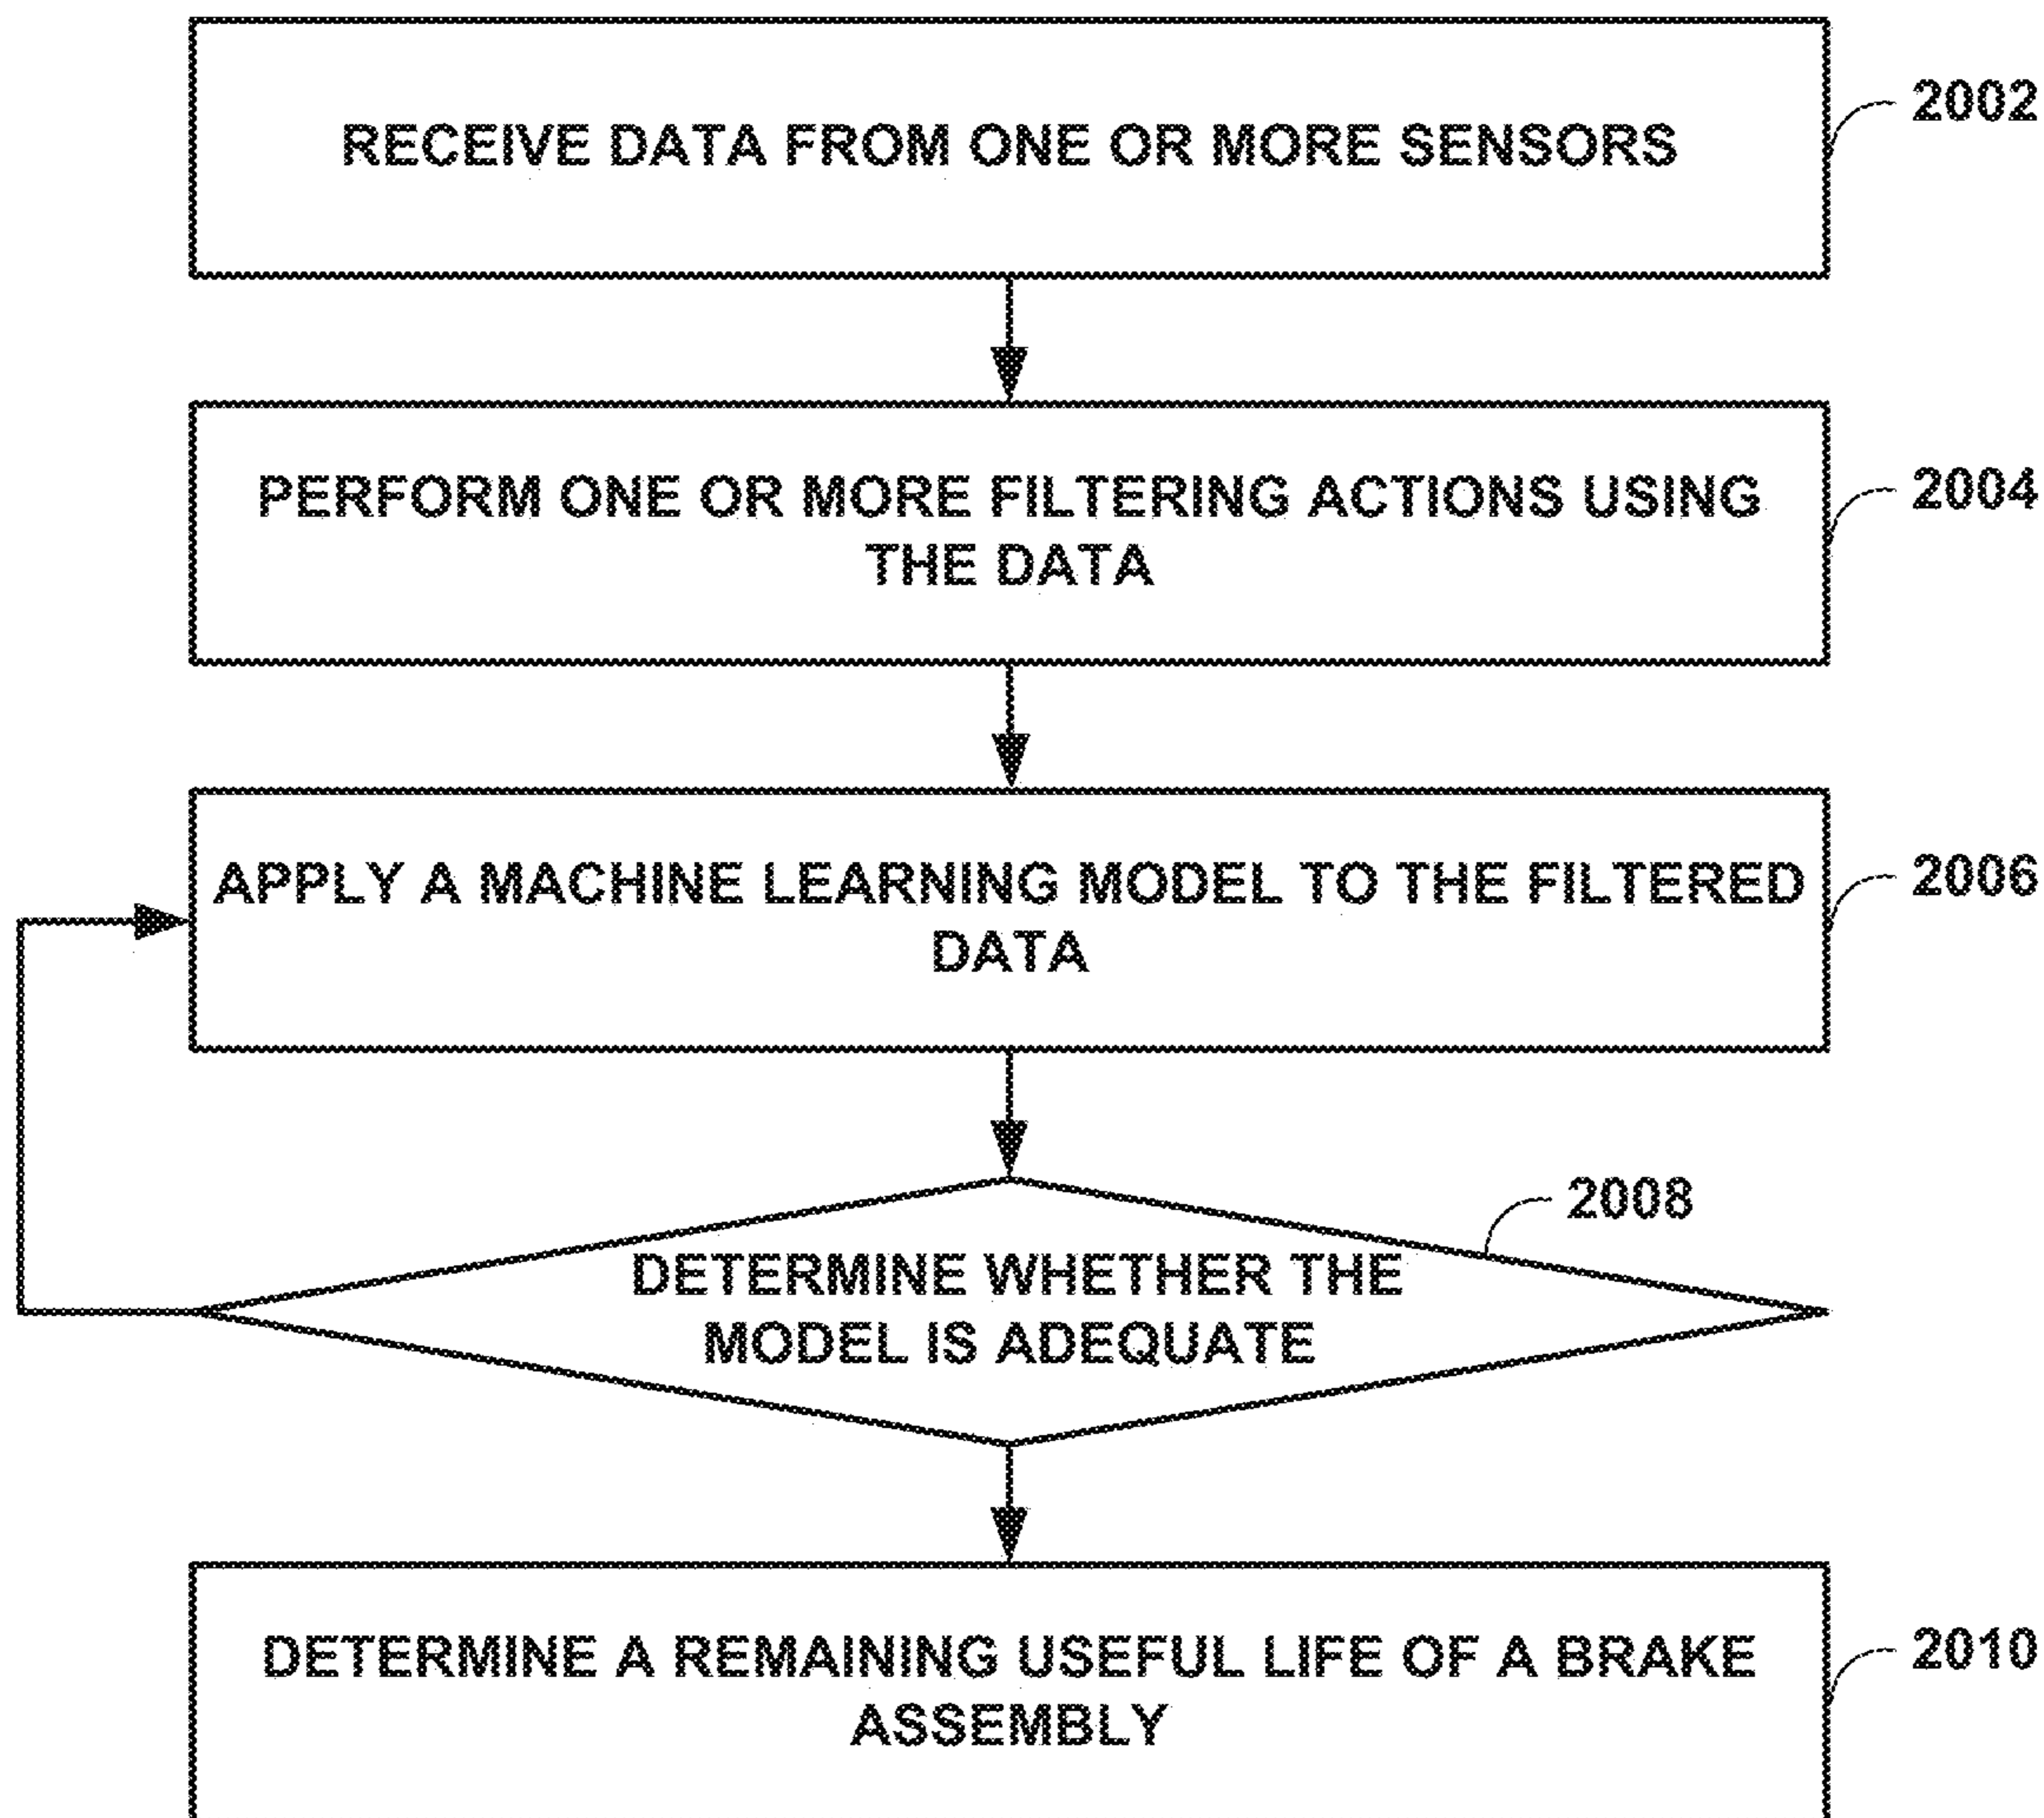 RECEIVE DATA FROM ONE OR MORE SENSORS
2002
PERFORM ONE OR MORE FILTERING ACTIONS USING
THE DATA
2004
APPLY A MACHINE LEARNING MODEL TO THE FILTERED
DATA
2006
2008
DETERMINE WHETHER THE
MODEL IS ADEQUATE
DETERMINE A REMAINING USEFUL LIFE OF A BRAKE
ASSEMBLY
2010